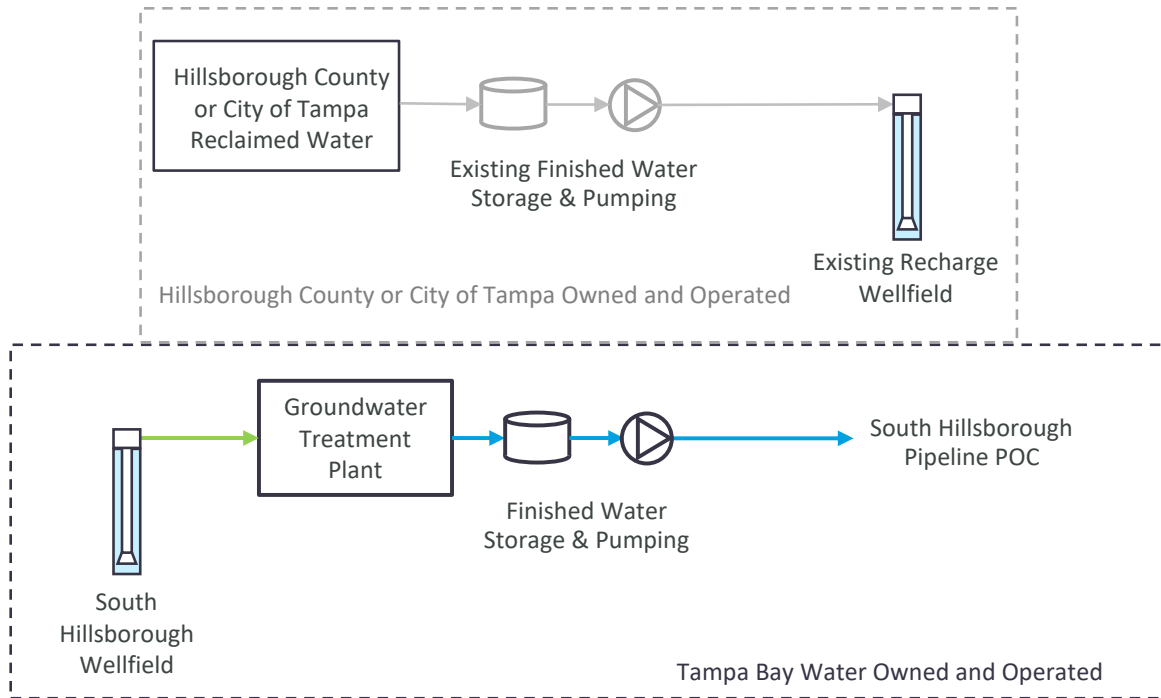 Hillsborough County
or City of Tampa
Reclaimed Water
Existing Finished Water
Storage & Pumping
Existing Recharge
Wellfield
Hillsborough County or City of Tampa Owned and Operated
Groundwater
Treatment
Plant
South Hillsborough
Pipeline POC
Finished Water
Storage & Pumping
South
Hillsborough
Wellfield
Tampa Bay Water Owned and Operated